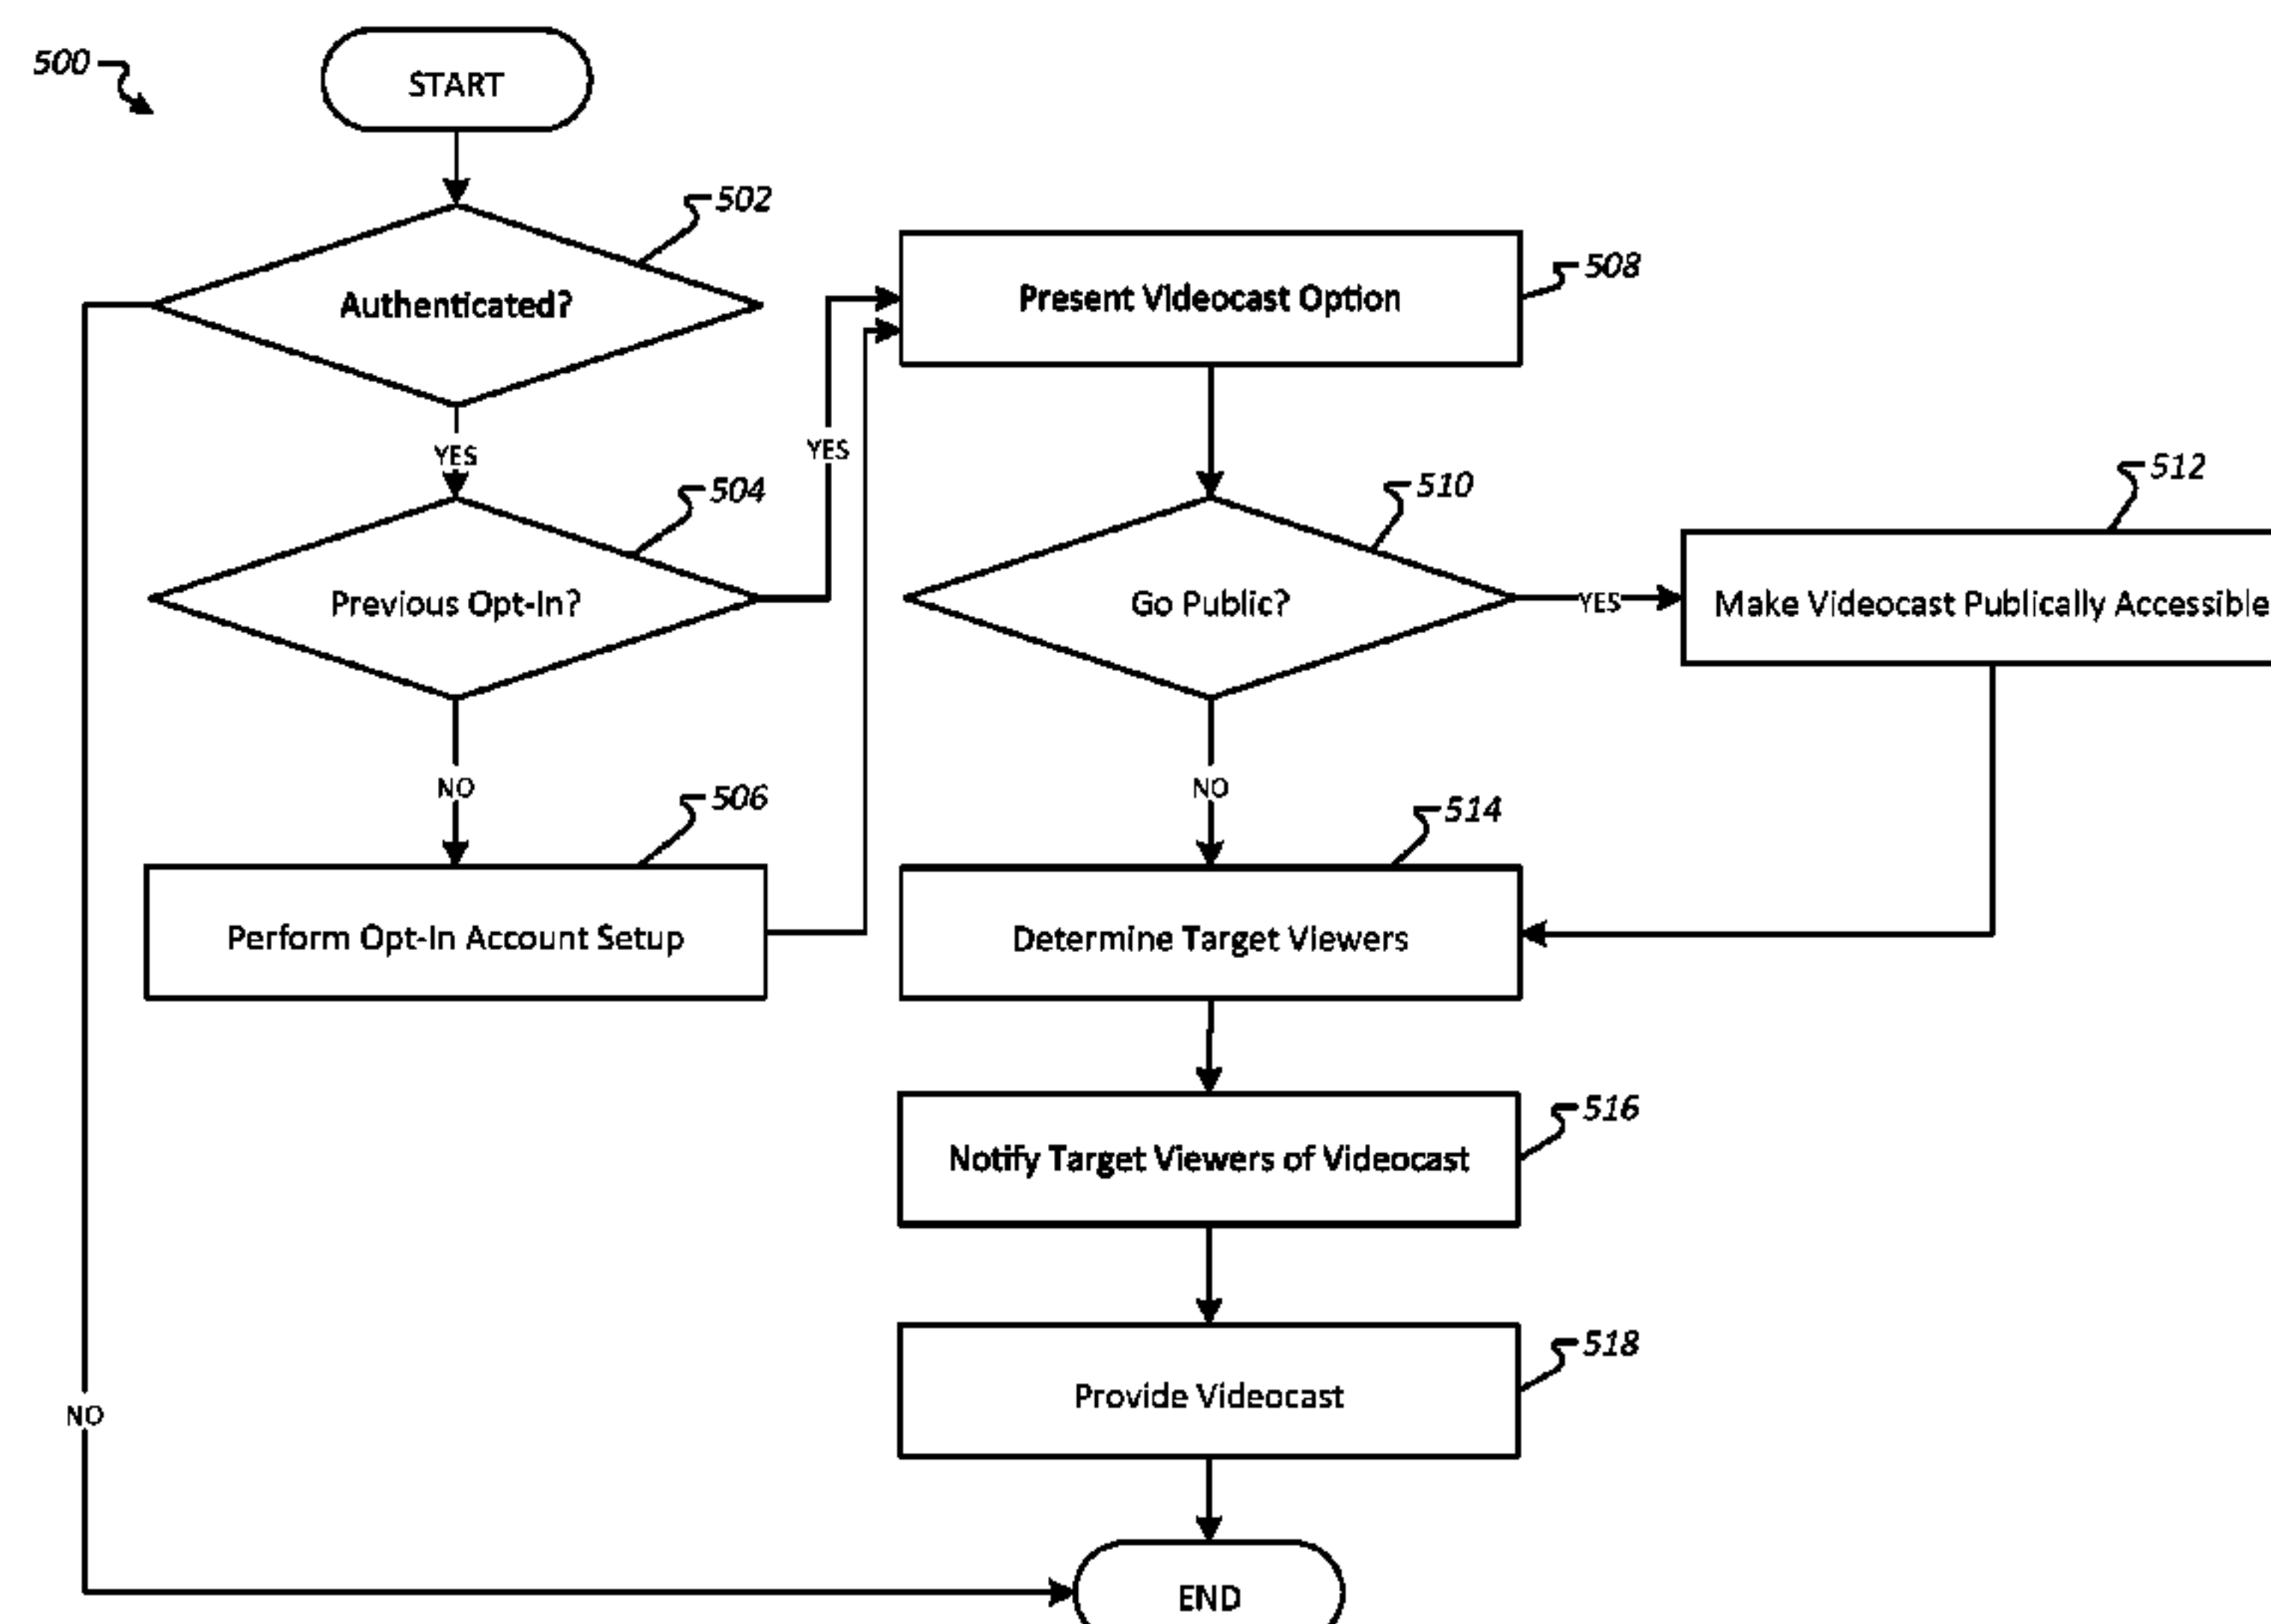 500
START
502
Authenticated?
508
Present Videocast Option
YES
YES
504
Previous Opt-In?
510
Go Public?
YES
512
Make Videocast Publically Accessible
NO
506
Perform Opt-In Account Setup
NO
514
Determine Target Viewers
516
Notify Target Viewers of Videocast
518
Provide Videocast
NO
END